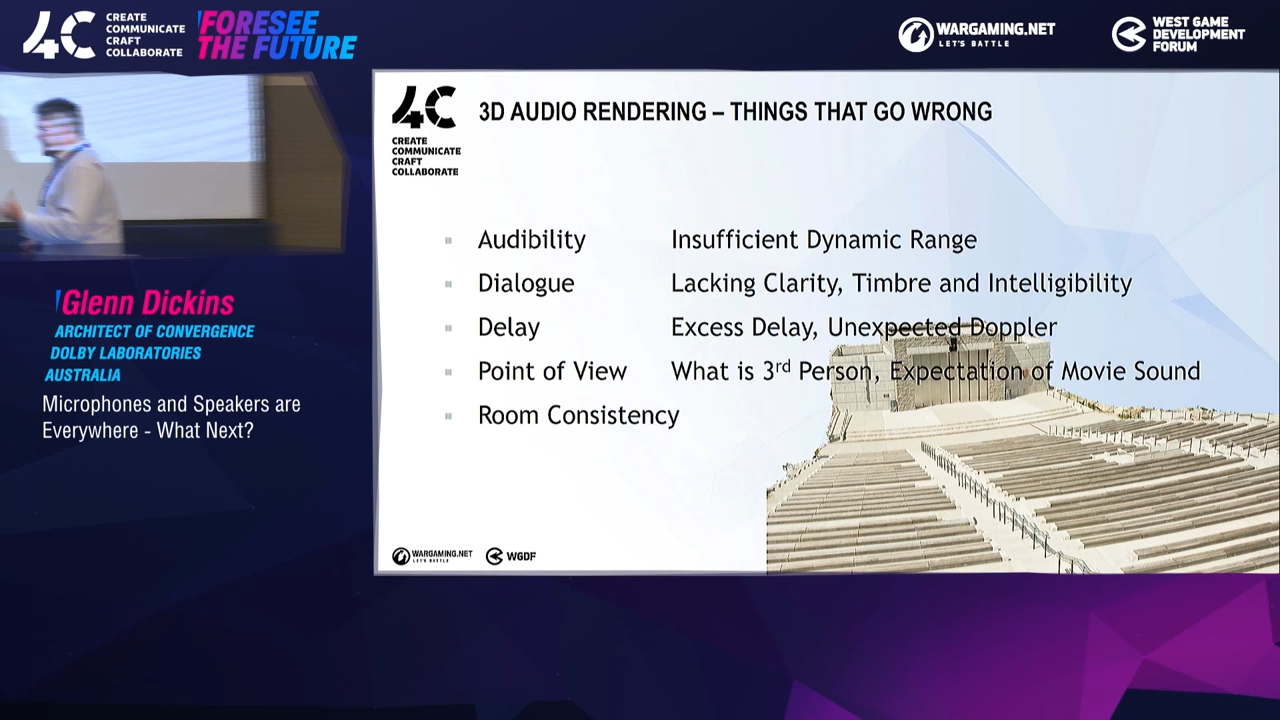 4C CREATE
COMMUNICATE
CRAFT
COLLABORATE
FORESEE
THE FUTURE
WARGAMING.NET
LET'S BATTLE
WEST GAME
DEVELOPMENT
FORUM
4C
CREATE
COMMUNICATE
CRAFT
COLLABORATE
3D AUDIO RENDERING – THINGS THAT GO WRONG
Audibility Insufficient Dynamic Range
Dialogue Lacking Clarity, Timbre and Intelligibility
Delay Excess Delay, Unexpected Doppler
Point of View What is 3rd Person, Expectation of Movie Sound
Room Consistency
WARGAMING.NET
LET'S BATTLE
WGDF
Glenn Dickins
ARCHITECT OF CONVERGENCE
DOLBY LABORATORIES
AUSTRALIA
Microphones and Speakers are
Everywhere - What Next?